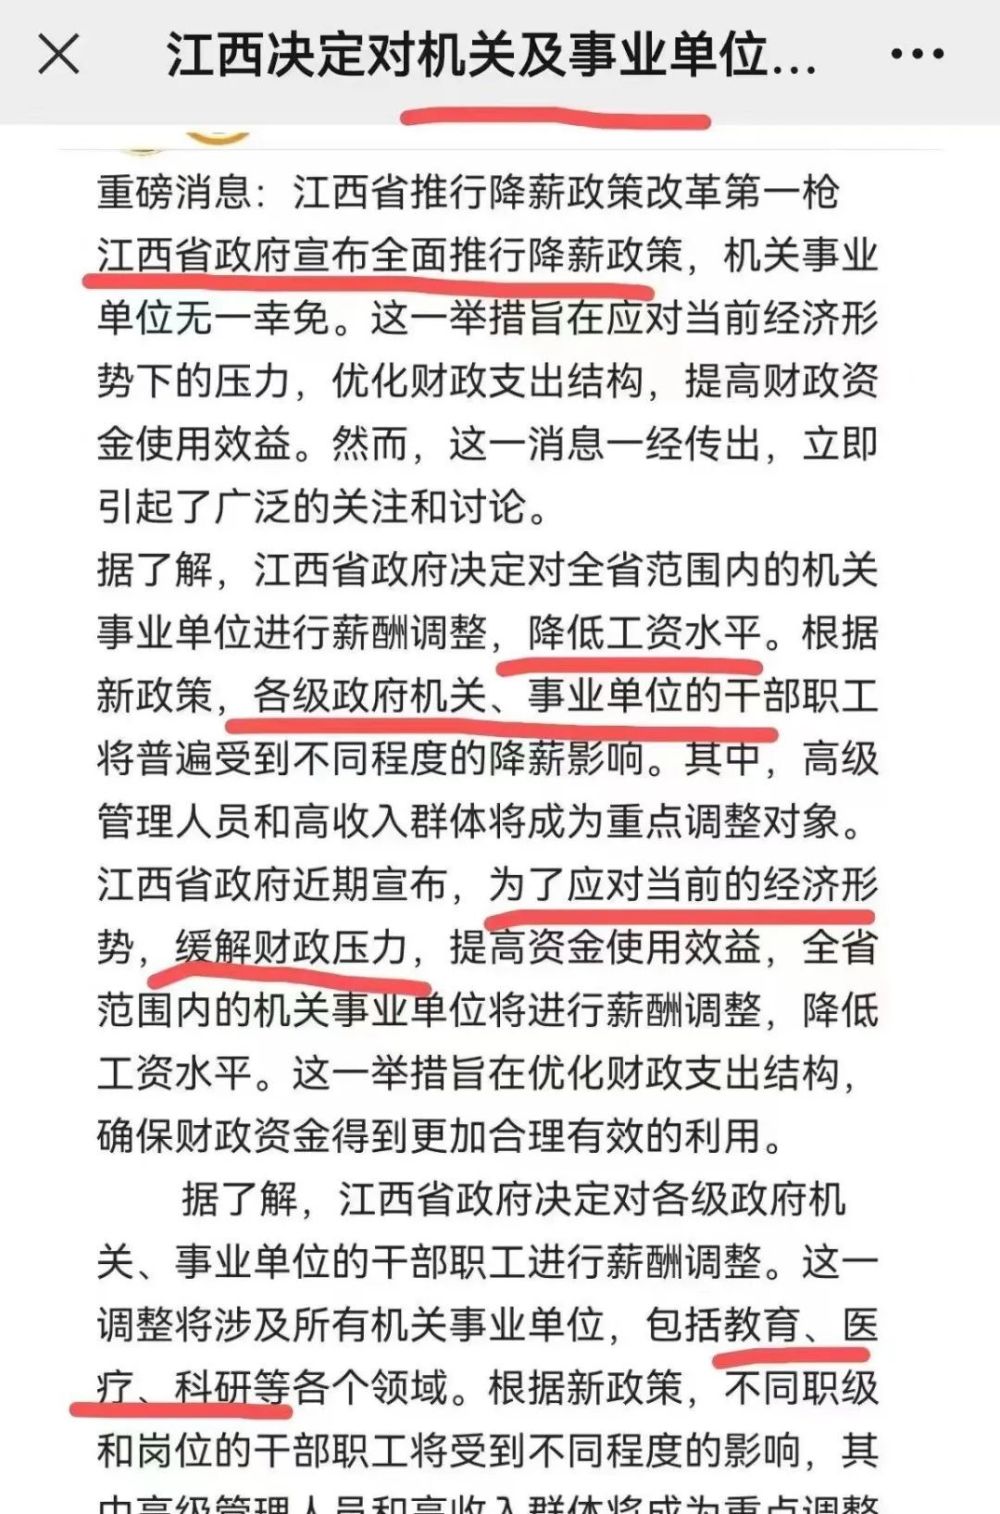 江西决定对机关及事业单位...
重磅消息：江西省推行降薪政策改革第一枪
江西省政府宣布全面推行降薪政策，机关事业
单位无一幸免。这一举措旨在应对当前经济形
势下的压力，优化财政支出结构，提高财政资
金使用效益。然而，这一消息一经传出，立即
引起了广泛的关注和讨论。
据了解，江西省政府决定对全省范围内的机关
事业单位进行薪酬调整，降低工资水平。根据
新政策，各级政府机关、事业单位的干部职工
将普遍受到不同程度的降薪影响。其中，高级
管理人员和高收入群体将成为重点调整对象。
江西省政府近期宣布，为了应对当前的经济形
势，缓解财政压力，提高资金使用效益，全省
范围内的机关事业单位将进行薪酬调整，降低
工资水平。这一举措旨在优化财政支出结构，
确保财政资金得到更加合理有效的利用。
据了解，江西省政府决定对各级政府机
关、事业单位的干部职工进行薪酬调整。这一
调整将涉及所有机关事业单位，包括教育、医
疗、科研等各个领域。根据新政策，不同职级
和岗位的干部职工将受到不同程度的影响，其
中高级管理人员和高收入群体将成为重点调整